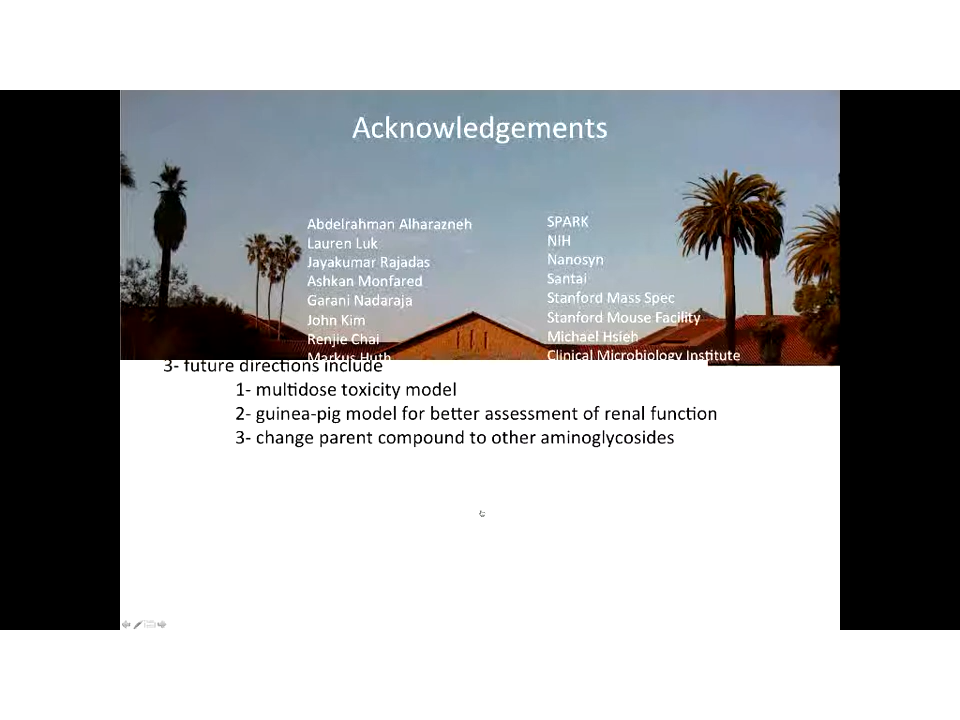 Acknowledgements
Abdelrahman Alharazneh
Lauren Luk
Jayakumar Rajadas
Ashkan Monfared
Garani Nadaraja
John Kim
Renjie Chai
Markus Huth
SPARK
NIH
Nanosyn
Santai
Stanford Mass Spec
Stanford Mouse Facility
Michael Hsieh
Clinical Microbiology Institute
3- future directions include
1- multidose toxicity model
2- guinea-pig model for better assessment of renal function
3- change parent compound to other aminoglycosides